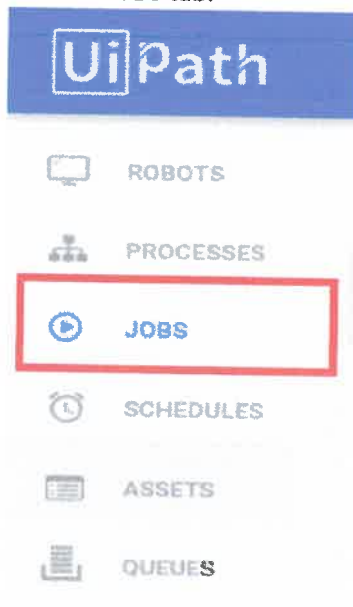 UiPath
ROBOTS
PROCESSES
JOBS
SCHEDULES
ASSETS
QUEUES